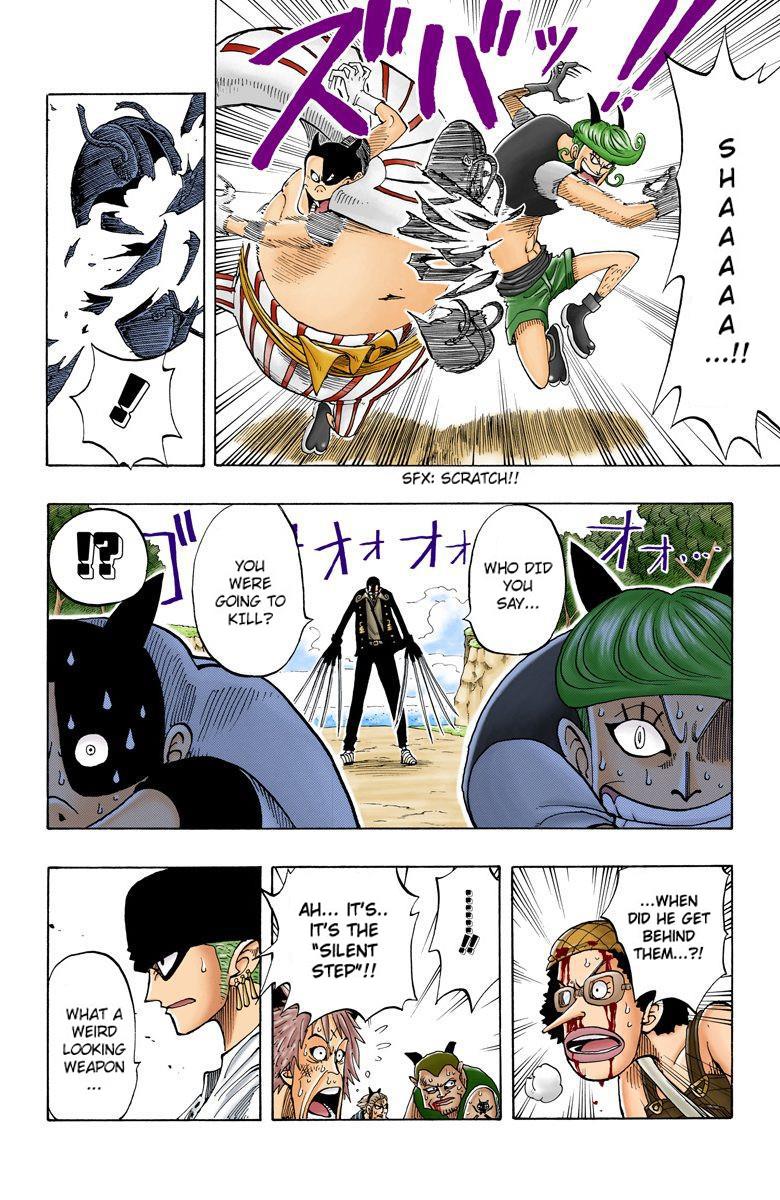 ズバッ!!
SHAAAAAA
...!!
!
SFX: SCRATCH!!
オオ...
WHO DID
YOU
SAY...
オオオオ
YOU
WERE
GOING TO
KILL?
!?
...WHEN
DID HE GET
BEHIND
THEM...?!
......!!
AH... IT'S..
IT'S THE
"SILENT
STEP"!!
WHAT A
WEIRD
LOOKING
WEAPON
...